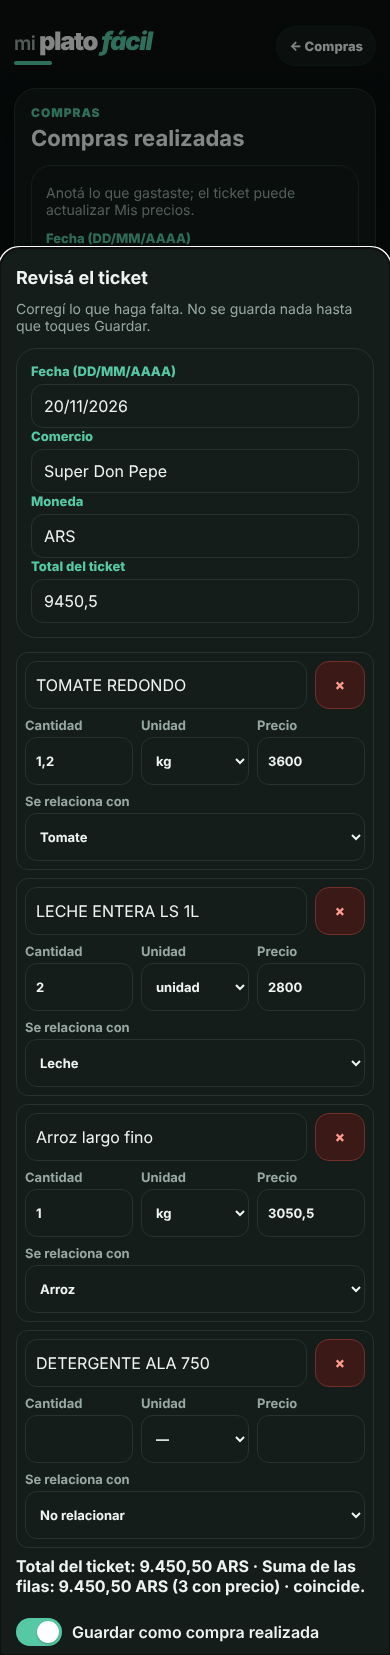 mi plato fácil
← Compras
COMPRAS
Compras realizadas
Anotá lo que gastaste; el ticket puede
actualizar Mis precios.
Fecha (DD/MM/AAAA)
Revisá el ticket
Corregí lo que haga falta. No se guarda nada hasta
que toques Guardar.
Fecha (DD/MM/AAAA)
20/11/2026
Comercio
Super Don Pepe
Moneda
ARS
Total del ticket
9450,5
TOMATE REDONDO
×
Cantidad Unidad Precio
1,2 kg 3600
Se relaciona con
Tomate
LECHE ENTERA LS 1L
×
Cantidad Unidad Precio
2 unidad 2800
Se relaciona con
Leche
Arroz largo fino
×
Cantidad Unidad Precio
1 kg 3050,5
Se relaciona con
Arroz
DETERGENTE ALA 750
×
Cantidad Unidad Precio
—
Se relaciona con
No relacionar
Total del ticket: 9.450,50 ARS · Suma de las
filas: 9.450,50 ARS (3 con precio) · coincide.
Guardar como compra realizada